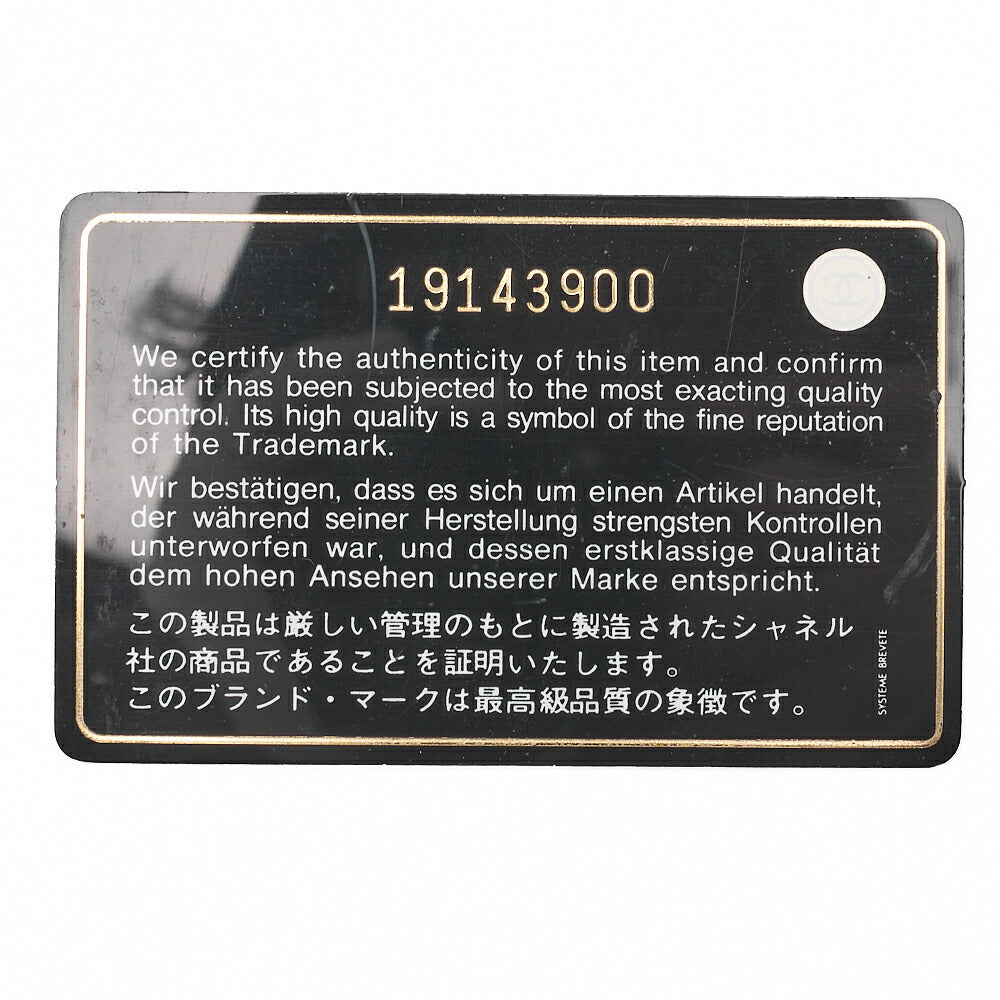 19143900
We certify the authenticity of this item and confirm
that it has been subjected to the most exacting quality
control. Its high quality is a symbol of the fine reputation
of the Trademark.
Wir bestätigen, dass es sich um einen Artikel handelt,
der während seiner Herstellung strengsten Kontrollen
unterworfen war, und dessen erstklassige Qualität
dem hohen Ansehen unserer Marke entspricht.
この製品は厳しい管理のもとに製造されたシャネル
社の商品であることを証明いたします。
このブランド・マークは最高級品質の象徴です。
SYSTEME BREVETE